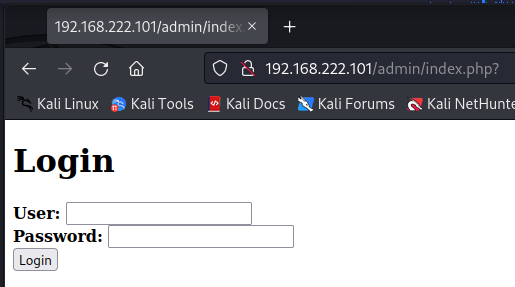 192.168.222.101/admin/index
192.168.222.101/admin/index.php?
Kali Linux Kali Tools Kali Docs Kali Forums Kali NetHunte
Login
User:
Password:
Login